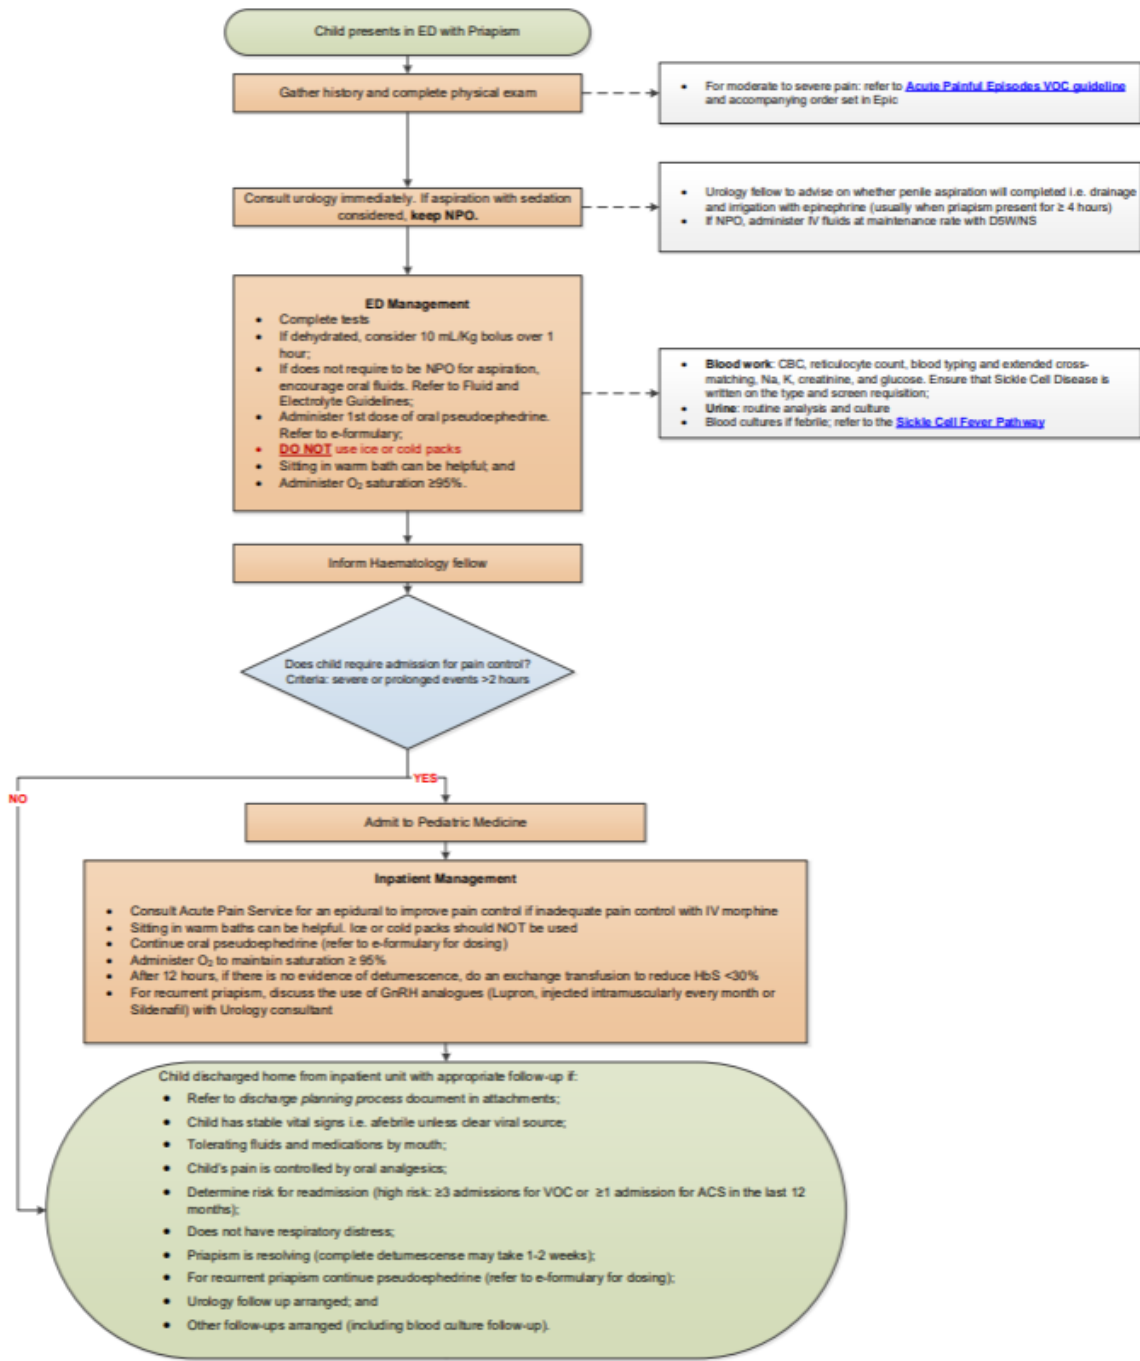 Child presents in ED with Priapism
Gather history and complete physical exam
• For moderate to severe pain: refer to Acute Painful Episodes VOC guideline
and accompanying order set in Epic
Consult urology immediately. If aspiration with sedation
considered, keep NPO.
• Urology fellow to advise on whether penile aspiration will completed i.e. drainage
and irrigation with epinephrine (usually when priapism present for ≥ 4 hours)
• If NPO, administer IV fluids at maintenance rate with D5W/NS
ED Management
• Complete tests
• If dehydrated, consider 10 mL/Kg bolus over 1
hour;
• If does not require to be NPO for aspiration,
encourage oral fluids. Refer to Fluid and
Electrolyte Guidelines;
• Administer 1st dose of oral pseudoephedrine.
Refer to e-formulary;
• DO NOT use ice or cold packs
• Sitting in warm bath can be helpful; and
• Administer O₂ saturation ≥95%.
• Blood work: CBC, reticulocyte count, blood typing and extended cross-
matching, Na, K, creatinine, and glucose. Ensure that Sickle Cell Disease is
written on the type and screen requisition;
• Urine: routine analysis and culture
• Blood cultures if febrile; refer to the Sickle Cell Fever Pathway
Inform Haematology fellow
Does child require admission for pain control?
Criteria: severe or prolonged events >2 hours
YES
NO
Admit to Pediatric Medicine
Inpatient Management
• Consult Acute Pain Service for an epidural to improve pain control if inadequate pain control with IV morphine
• Sitting in warm baths can be helpful. Ice or cold packs should NOT be used
• Continue oral pseudoephedrine (refer to e-formulary for dosing)
• Administer O₂ to maintain saturation ≥ 95%
• After 12 hours, if there is no evidence of detumescence, do an exchange transfusion to reduce HbS <30%
• For recurrent priapism, discuss the use of GnRH analogues (Lupron, injected intramuscularly every month or
Sildenafil) with Urology consultant
Child discharged home from inpatient unit with appropriate follow-up if:
• Refer to discharge planning process document in attachments;
• Child has stable vital signs i.e. afebrile unless clear viral source;
• Tolerating fluids and medications by mouth;
• Child's pain is controlled by oral analgesics;
• Determine risk for readmission (high risk: ≥3 admissions for VOC or ≥1 admission for ACS in the last 12
months);
• Does not have respiratory distress;
• Priapism is resolving (complete detumescense may take 1-2 weeks);
• For recurrent priapism continue pseudoephedrine (refer to e-formulary for dosing);
• Urology follow up arranged; and
• Other follow-ups arranged (including blood culture follow-up).